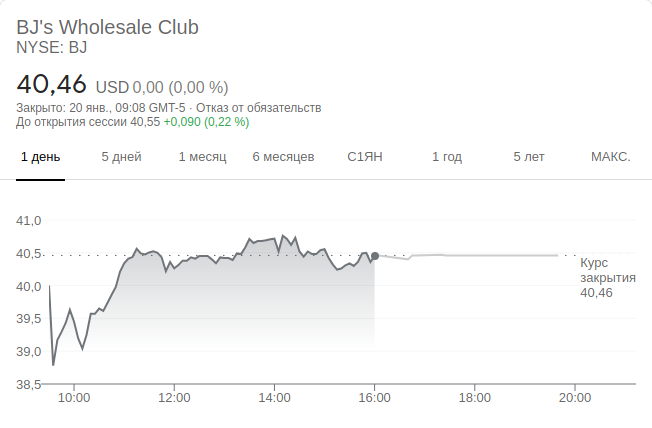 BJ's Wholesale Club
NYSE: BJ
40,46 USD 0,00 (0,00 %)
Закрыто: 20 янв., 09:08 GMT-5 · Отказ от обязательств
До открытия сессии 40,55 +0,090 (0,22 %)
1 день 5 дней 1 месяц 6 месяцев С1ЯН 1 год 5 лет МАКС.
41,0
40,5
Курс
закрытия
40,46
40,0
39,5
39,0
38,5
10:00 12:00 14:00 16:00 18:00 20:00